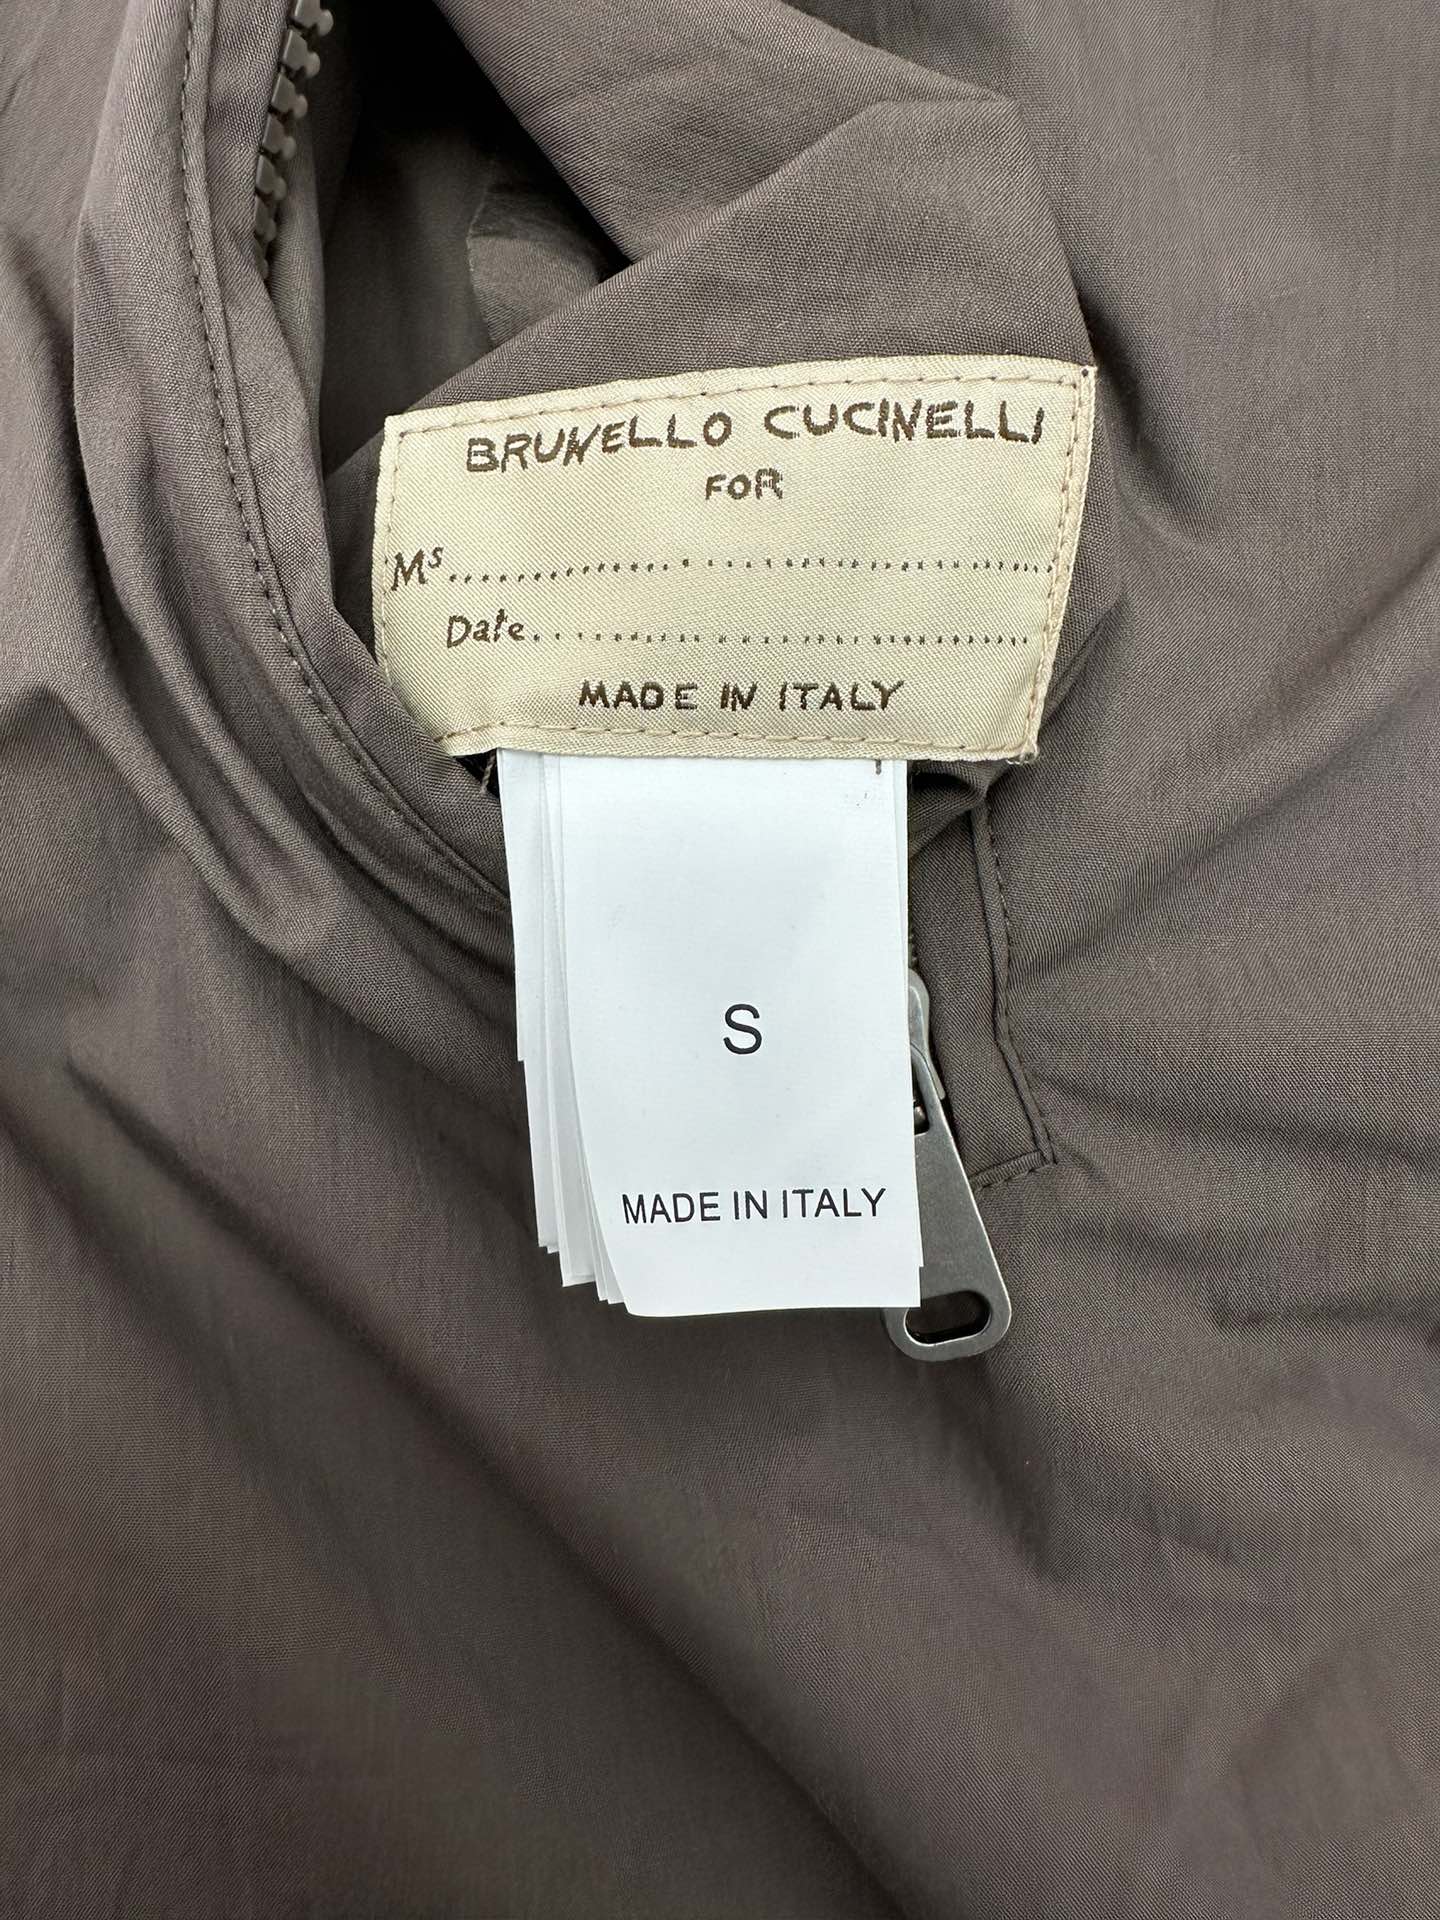 BRUNELLO CUCINELLI
FOR
Ms..............................
Date..............................
MADE IN ITALY
S
MADE IN ITALY